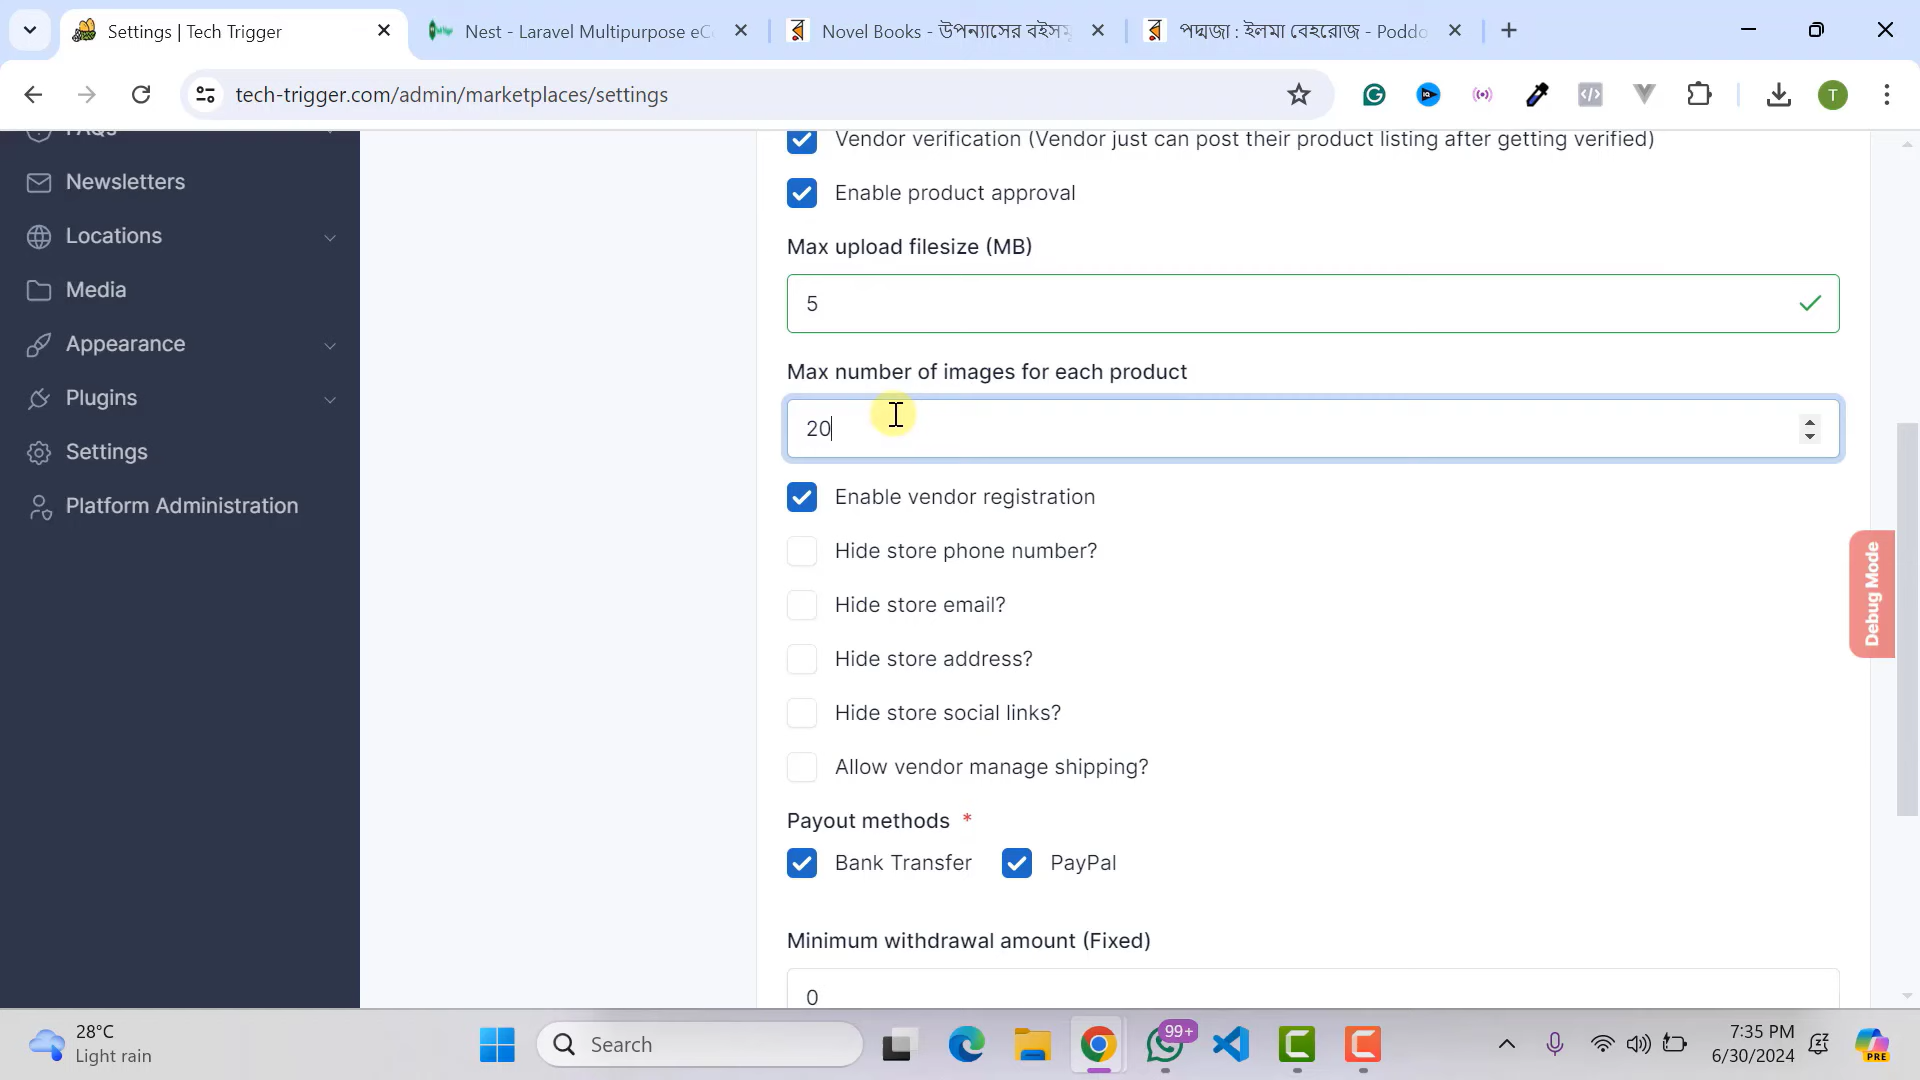 Settings | Tech Trigger
Nest - Laravel Multipurpose eC
Novel Books - উপন্যাসের বইসমূ
পদ্মজা : ইলমা বেহরোজ - Poddo
tech-trigger.com/admin/marketplaces/settings
T
FAQs
Newsletters
Locations
Media
Appearance
Plugins
Settings
Platform Administration
Vendor verification (Vendor just can post their product listing after getting verified)
Enable product approval
Max upload filesize (MB)
5
Max number of images for each product
20
Enable vendor registration
Hide store phone number?
Hide store email?
Hide store address?
Hide store social links?
Allow vendor manage shipping?
Payout methods *
Bank Transfer PayPal
Minimum withdrawal amount (Fixed)
0
Debug Mode
28°C
Light rain
Search
99+
7:35 PM
6/30/2024
PRE